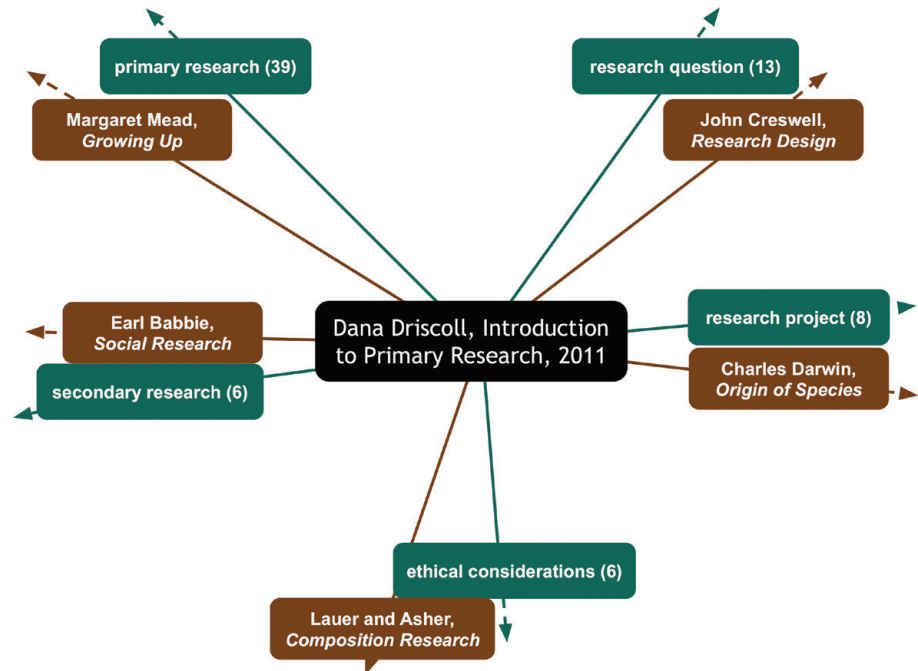 primary research (39)
research question (13)
Margaret Mead,
Growing Up
John Creswell,
Research Design
Earl Babbie,
Social Research
Dana Driscoll, Introduction
to Primary Research, 2011
research project (8)
secondary research (6)
Charles Darwin,
Origin of Species
ethical considerations (6)
Lauer and Asher,
Composition Research